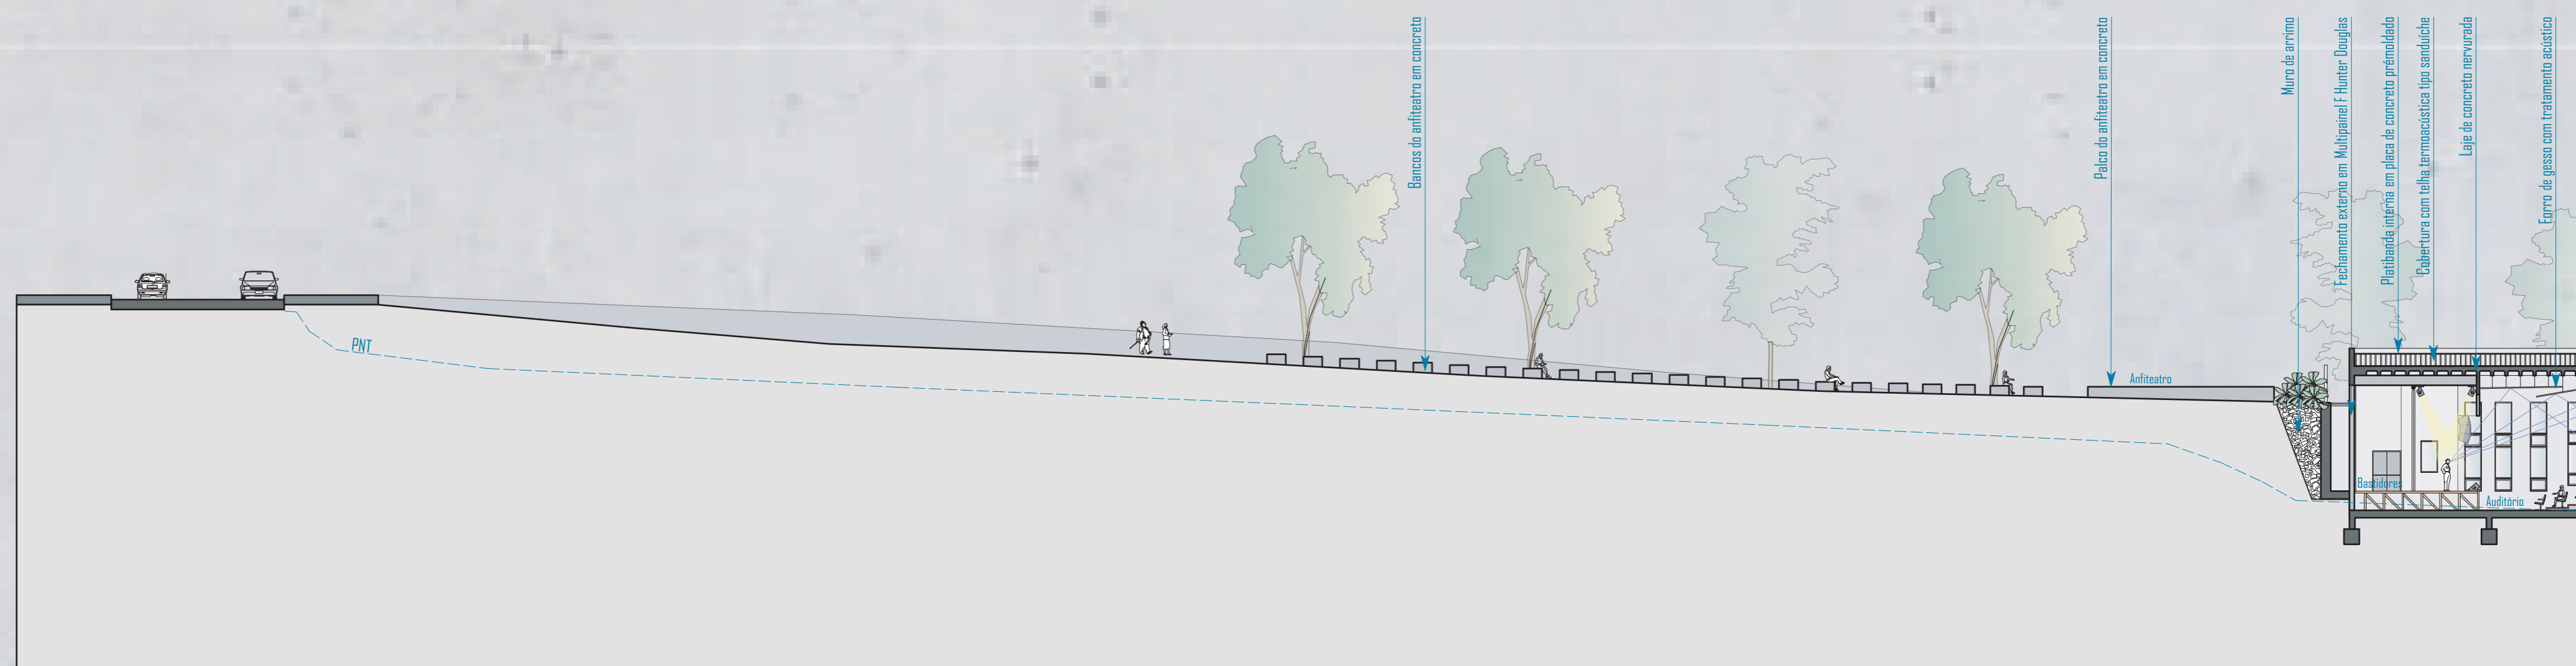 Bancos do anfiteatro em concreto
Palco do anfiteatro em concreto
Muro de arrimo
Fechamento externo em Multipainel F Hunter Douglas
Platibanda interna em placa de concreto prémoldado
Cobertura com telha termoacústica tipo sanduíche
Laje de concreto nervurada
Forro de gesso com tratamento acústico
PNT
Anfiteatro
Bastidores
Auditório